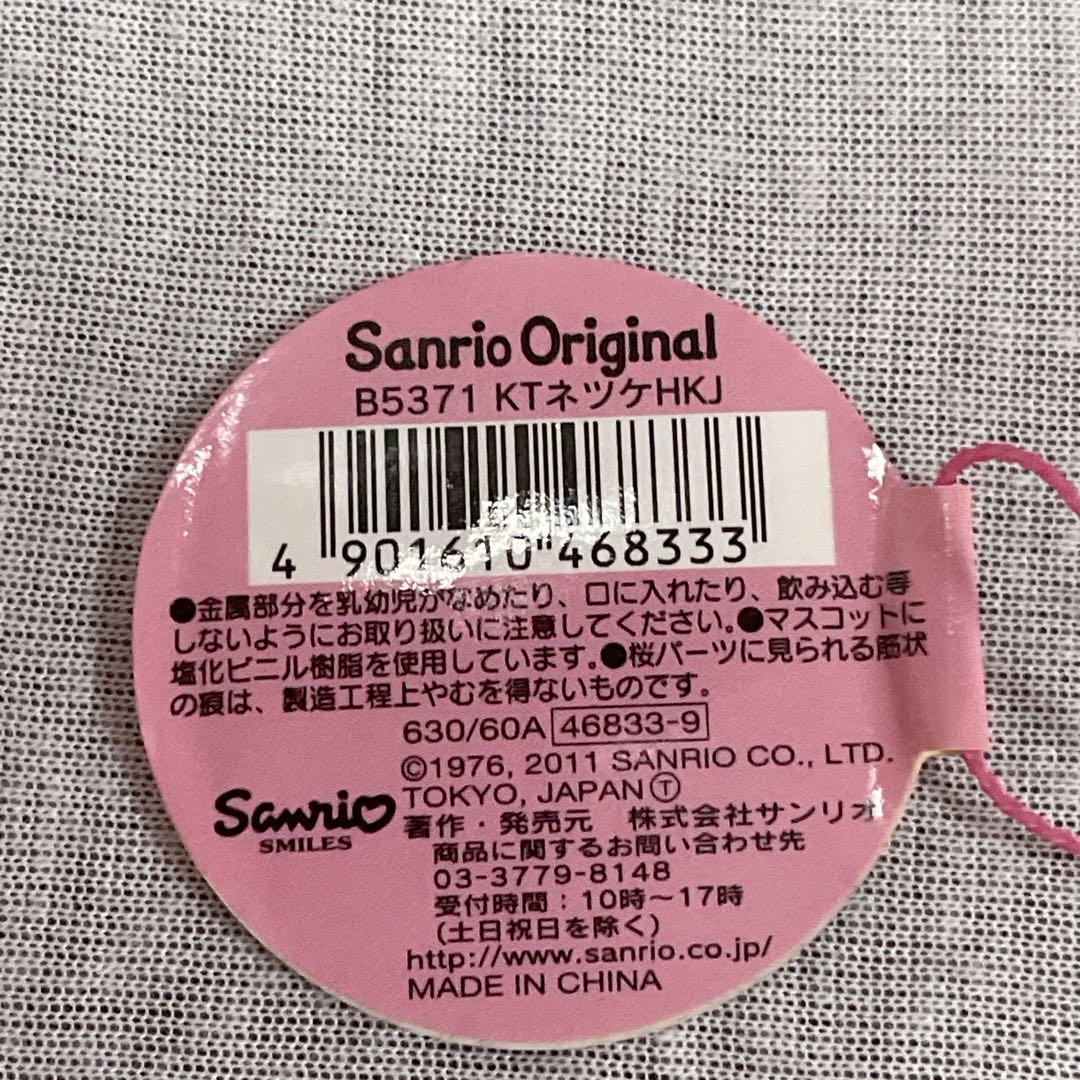 Sanrio Original
B5371 KTネツケHKJ
4 901610 468333
●金属部分を乳幼児がなめたり、口に入れたり、飲み込む等
しないようにお取り扱いに注意してください。●マスコットに
塩化ビニル樹脂を使用しています。●桜パーツに見られる筋状
の痕は、製造工程上やむを得ないものです。
630/60A 46833-9
©1976, 2011 SANRIO CO., LTD.
TOKYO, JAPAN Ⓣ
Sanrio
SMILES
著作・発売元 株式会社サンリオ
商品に関するお問い合わせ先
03-3779-8148
受付時間：10時〜17時
(土日祝日を除く)
http://www.sanrio.co.jp/
MADE IN CHINA